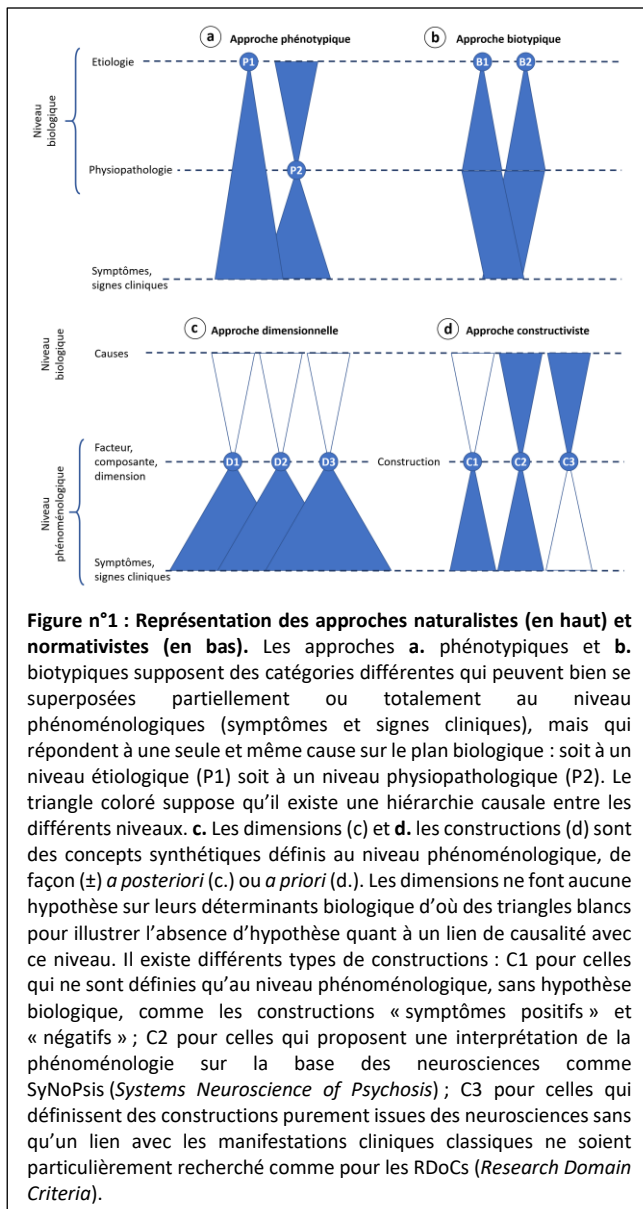 a Approche phénotypique b Approche biotypique
Etiologie P1 B1 B2
Niveau biologique
Physiopathologie P2
Symptômes,
signes cliniques
c Approche dimensionnelle d Approche constructiviste
Niveau biologique
Causes
Facteur,
composante,
dimension
D1 D2 D3 Construction C1 C2 C3
Niveau phénoménologique
Symptômes,
signes cliniques
Figure n°1 : Représentation des approches naturalistes (en haut) et
normativistes (en bas). Les approches a. phénotypiques et b.
biotypiques supposent des catégories différentes qui peuvent bien se
superposées partiellement ou totalement au niveau
phénoménologiques (symptômes et signes cliniques), mais qui
répondent à une seule et même cause sur le plan biologique : soit à un
niveau étiologique (P1) soit à un niveau physiopathologique (P2). Le
triangle coloré suppose qu'il existe une hiérarchie causale entre les
différents niveaux. c. Les dimensions (c) et d. les constructions (d) sont
des concepts synthétiques définis au niveau phénoménologique, de
façon (±) a posteriori (c.) ou a priori (d.). Les dimensions ne font aucune
hypothèse sur leurs déterminants biologique d'où des triangles blancs
pour illustrer l'absence d'hypothèse quant à un lien de causalité avec
ce niveau. Il existe différents types de constructions : C1 pour celles
qui ne sont définies qu'au niveau phénoménologique, sans hypothèse
biologique, comme les constructions « symptômes positifs » et
« négatifs » ; C2 pour celles qui proposent une interprétation de la
phénoménologie sur la base des neurosciences comme
SyNoPsis (Systems Neuroscience of Psychosis) ; C3 pour celles qui
définissent des constructions purement issues des neurosciences sans
qu'un lien avec les manifestations cliniques classiques ne soient
particulièrement recherché comme pour les RDoCs (Research Domain
Criteria).